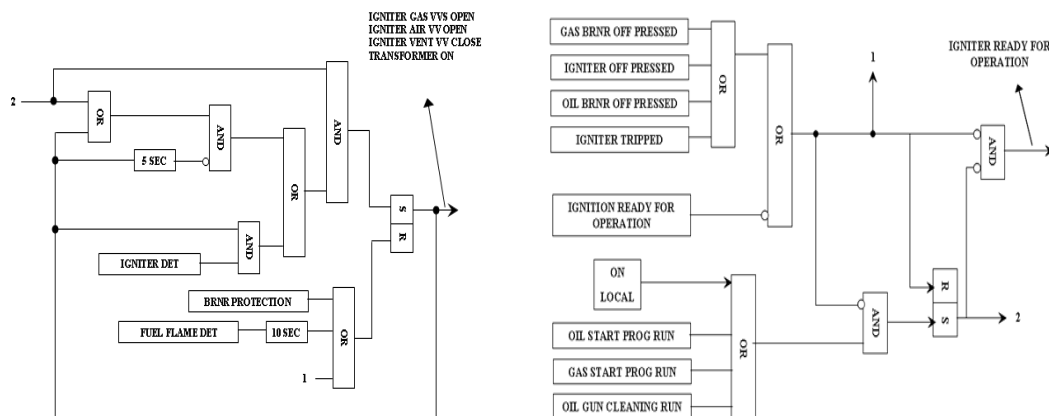 IGNITER GAS VVS OPEN
IGNITER AIR VV OPEN
IGNITER VENT VV CLOSE
TRANSFORMER ON
2
OR
AND
5 SEC
AND
OR
AND
IGNITER DET
S
R
BRNR PROTECTION
FUEL FLAME DET
10 SEC
OR
1
GAS BRNR OFF PRESSED
IGNITER OFF PRESSED
OIL BRNR OFF PRESSED
IGNITER TRIPPED
OR
OR
1
IGNITER READY FOR
OPERATION
AND
IGNITION READY FOR
OPERATION
ON
LOCAL
OIL START PROG RUN
GAS START PROG RUN
OIL GUN CLEANING RUN
OR
AND
R
S
2